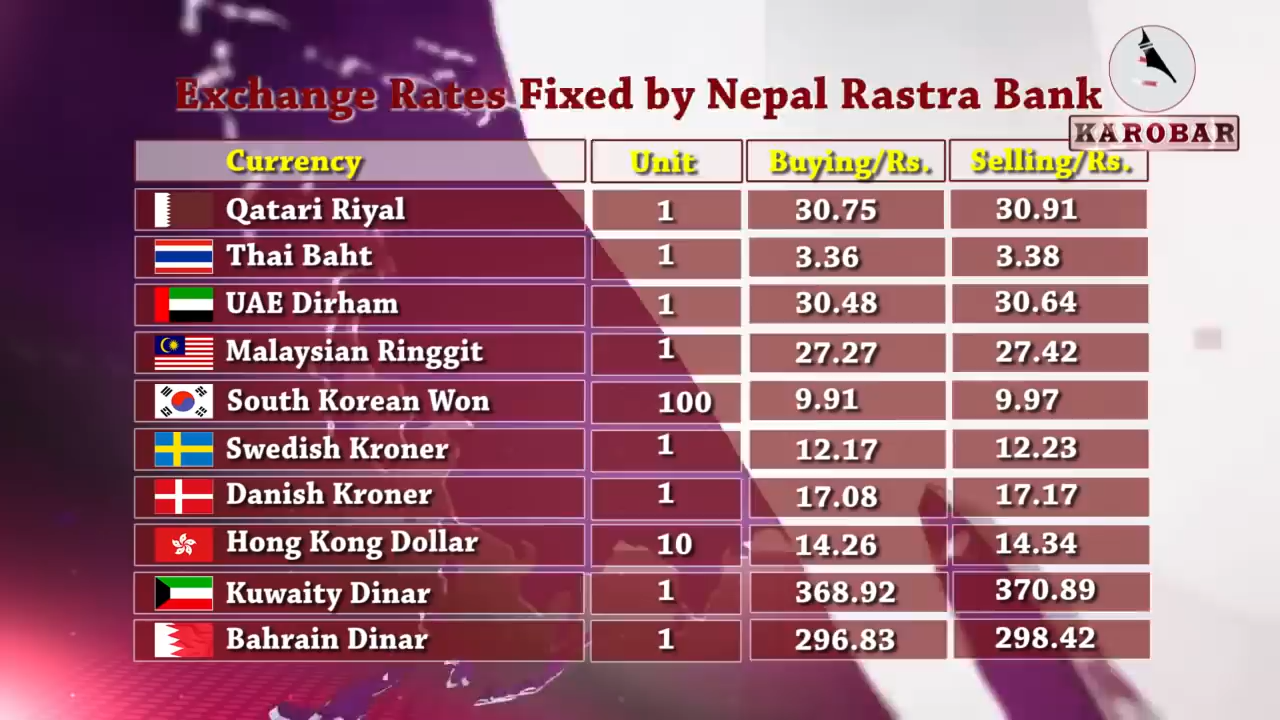 Exchange Rates Fixed by Nepal Rastra Bank
KAROBAR
Currency Unit Buying/Rs. Selling/Rs.
Qatari Riyal 1 30.75 30.91
Thai Baht 1 3.36 3.38
UAE Dirham 1 30.48 30.64
Malaysian Ringgit 1 27.27 27.42
South Korean Won 100 9.91 9.97
Swedish Kroner 1 12.17 12.23
Danish Kroner 1 17.08 17.17
Hong Kong Dollar 10 14.26 14.34
Kuwaity Dinar 1 368.92 370.89
Bahrain Dinar 1 296.83 298.42